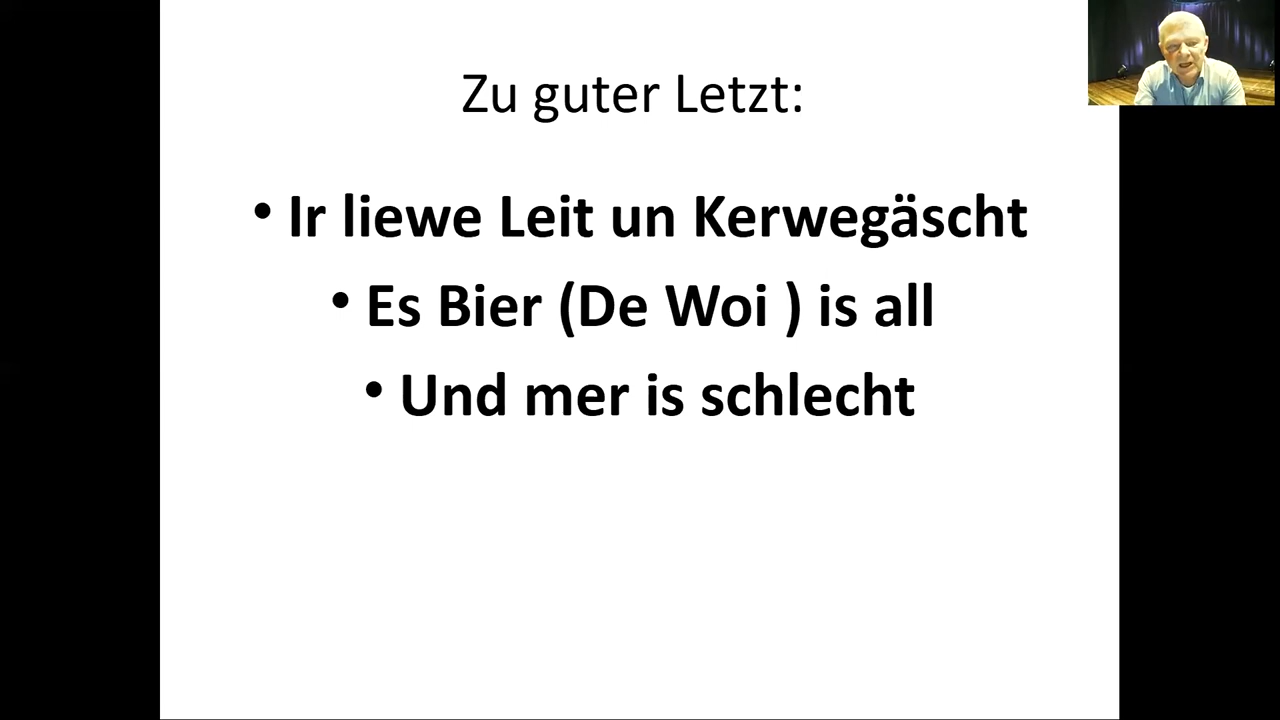 Zu guter Letzt:
• Ir liewe Leit un Kerwegäscht
• Es Bier (De Woi ) is all
• Und mer is schlecht